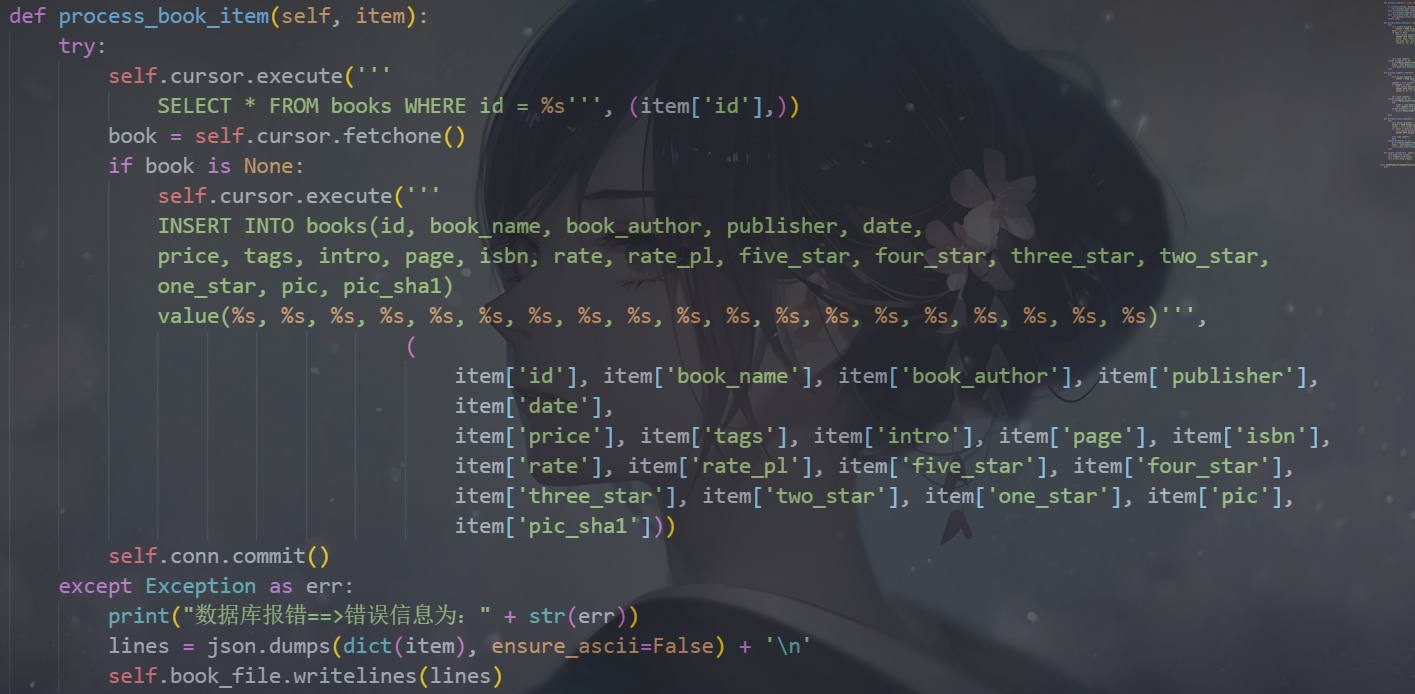 def process_book_item(self, item):
    try:
        self.cursor.execute('''
            SELECT * FROM books WHERE id = %s''', (item['id'],))
        book = self.cursor.fetchone()
        if book is None:
            self.cursor.execute('''
            INSERT INTO books(id, book_name, book_author, publisher, date,
            price, tags, intro, page, isbn, rate, rate_pl, five_star, four_star, three_star, two_star,
            one_star, pic, pic_sha1)
            value(%s, %s, %s, %s, %s, %s, %s, %s, %s, %s, %s, %s, %s, %s, %s, %s, %s, %s, %s)''',
                                (
                                    item['id'], item['book_name'], item['book_author'], item['publisher'],
                                    item['date'],
                                    item['price'], item['tags'], item['intro'], item['page'], item['isbn'],
                                    item['rate'], item['rate_pl'], item['five_star'], item['four_star'],
                                    item['three_star'], item['two_star'], item['one_star'], item['pic'],
                                    item['pic_sha1']))
        self.conn.commit()
    except Exception as err:
        print("数据库报错==>错误信息为：" + str(err))
        lines = json.dumps(dict(item), ensure_ascii=False) + '\n'
        self.book_file.writelines(lines)